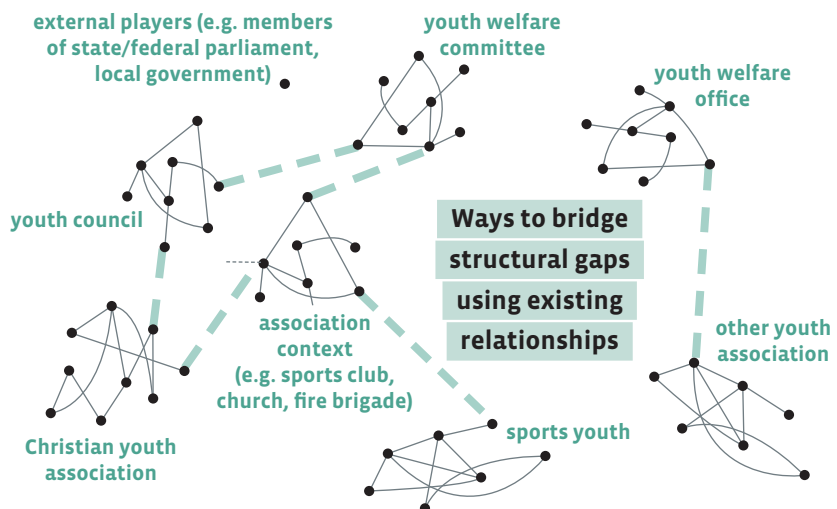 external players (e.g. members
of state/federal parliament,
local government)
youth welfare
committee
youth welfare
office
youth council
Ways to bridge
structural gaps
using existing
relationships
association
context
(e.g. sports club,
church, fire brigade)
other youth
association
Christian youth
association
sports youth